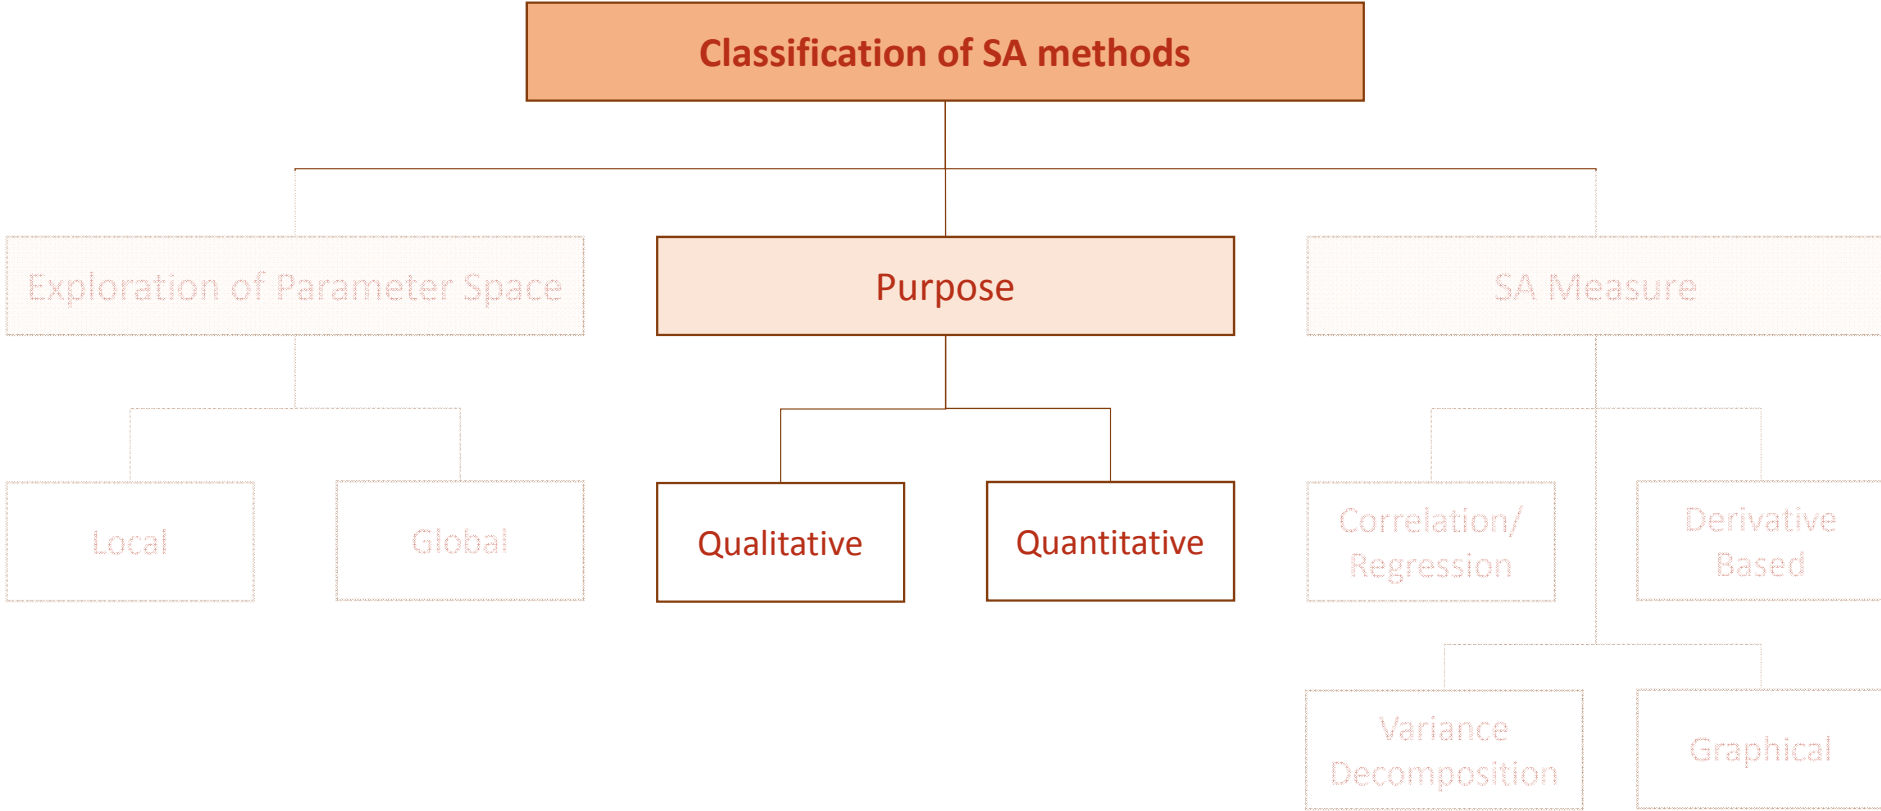 Classification of SA methods
Exploration of Parameter Space
Purpose
SA Measure
Local
Global
Qualitative
Quantitative
Correlation/
Regression
Derivative
Based
Variance
Decomposition
Graphical